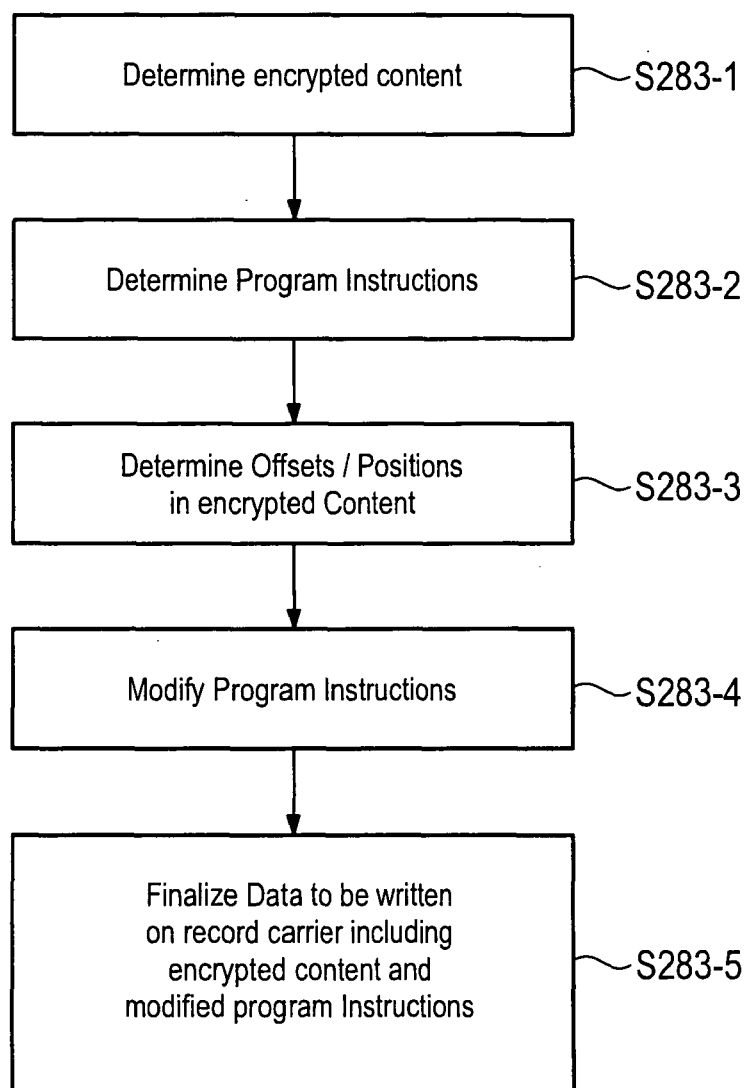 Determine encrypted content
S283-1
Determine Program Instructions
S283-2
Determine Offsets / Positions
in encrypted Content
S283-3
Modify Program Instructions
S283-4
Finalize Data to be written
on record carrier including
encrypted content and
modified program Instructions
S283-5